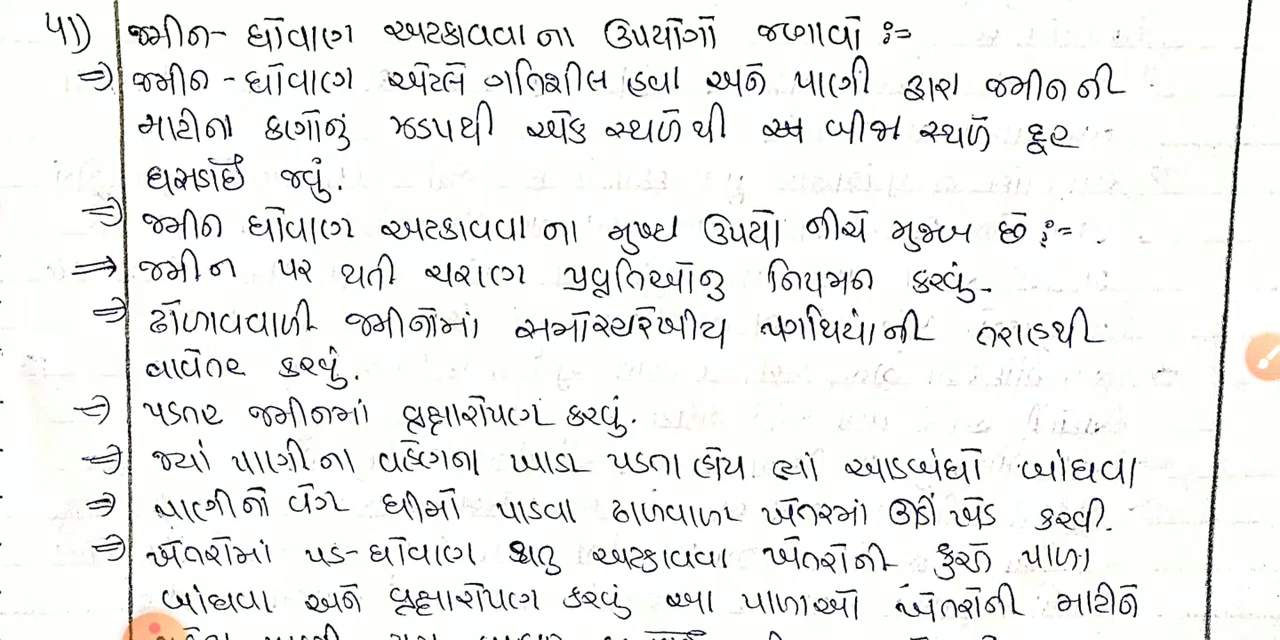 ૫1) જમીન- ધોવાણ અટકાવવાના ઉપયોગો જણાવો :-
⇒ જમીન - ધોવાણ એટલે ગતિશીલ હવા અને પાણી દ્વારા જમીનની
માટીના કણોનું ઝડપથી એક સ્થળેથી અ બીજા સ્થળે દૂર
ઘસડાઈ જવું.
⇒ જમીન ધોવાણ અટકાવવાના મુખ્ય ઉપયો નીચે મુજબ છે :-
⇒ જમીન પર થતી ચરાણ પ્રવૃતિઓનુ નિયમન કરવું-
⇒ ઢોળાવવાળી જમીનોમાં સમોચ્ચરેખીય પગથિયાંની તરાહથી
વાવેતર કરવું.
⇒ પડતર જમીનમાં વૃક્ષારોપણ કરવું.
⇒ જ્યાં પાણીના વહેણના ખાડા પડતા હોય ત્યાં આડબંધો બાંધવા
⇒ પાણીનો વેગ ધીમો પાડવા ઢાળવાળા ખેતરમાં ઊંડી ખેડ કરવી.
⇒ ખેતરોમાં પડ-ધોવાણ થતુ અટકાવવા ખેતરોની ફરતે પાળા
બાંધવા અને વૃક્ષારોપણ કરવું આ પાળાઓ ખેતરોની માટીને